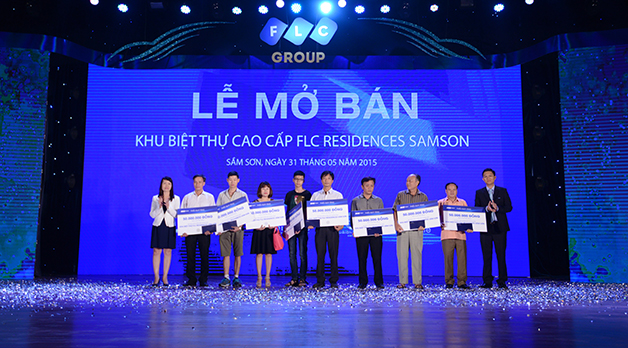 FLC
GROUP
LỄ MỞ BÁN
KHU BIỆT THỰ CAO CẤP FLC RESIDENCES SAMSON
SẦM SƠN, NGÀY 31 THÁNG 05 NĂM 2015